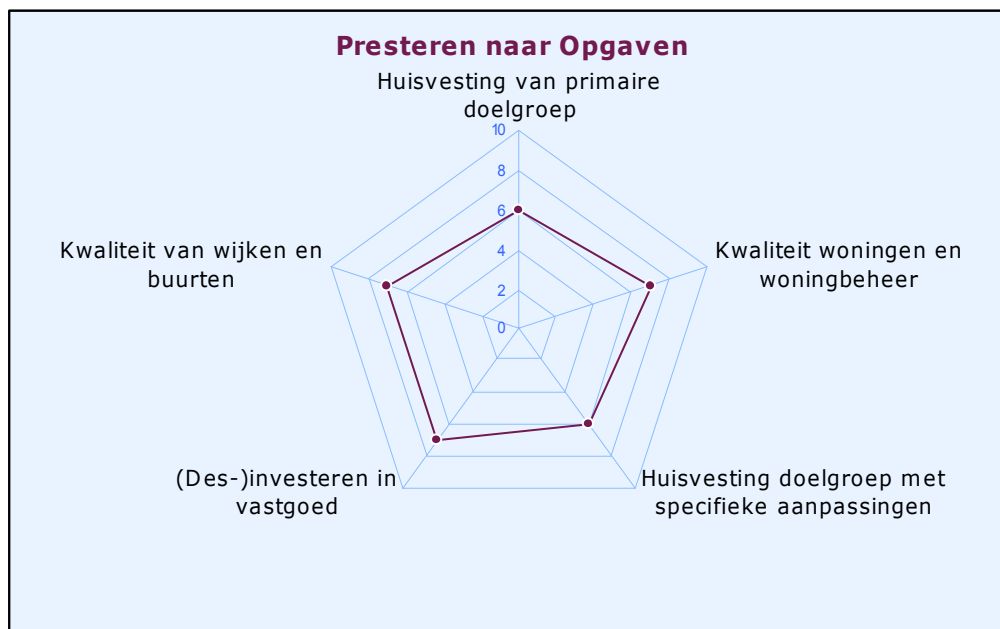 Presteren naar Opgaven
Huisvesting van primaire
doelgroep
10
8
6
4
2
0
Kwaliteit van wijken en
buurten
Kwaliteit woningen en
woningbeheer
(Des-)investeren in
vastgoed
Huisvesting doelgroep met
specifieke aanpassingen